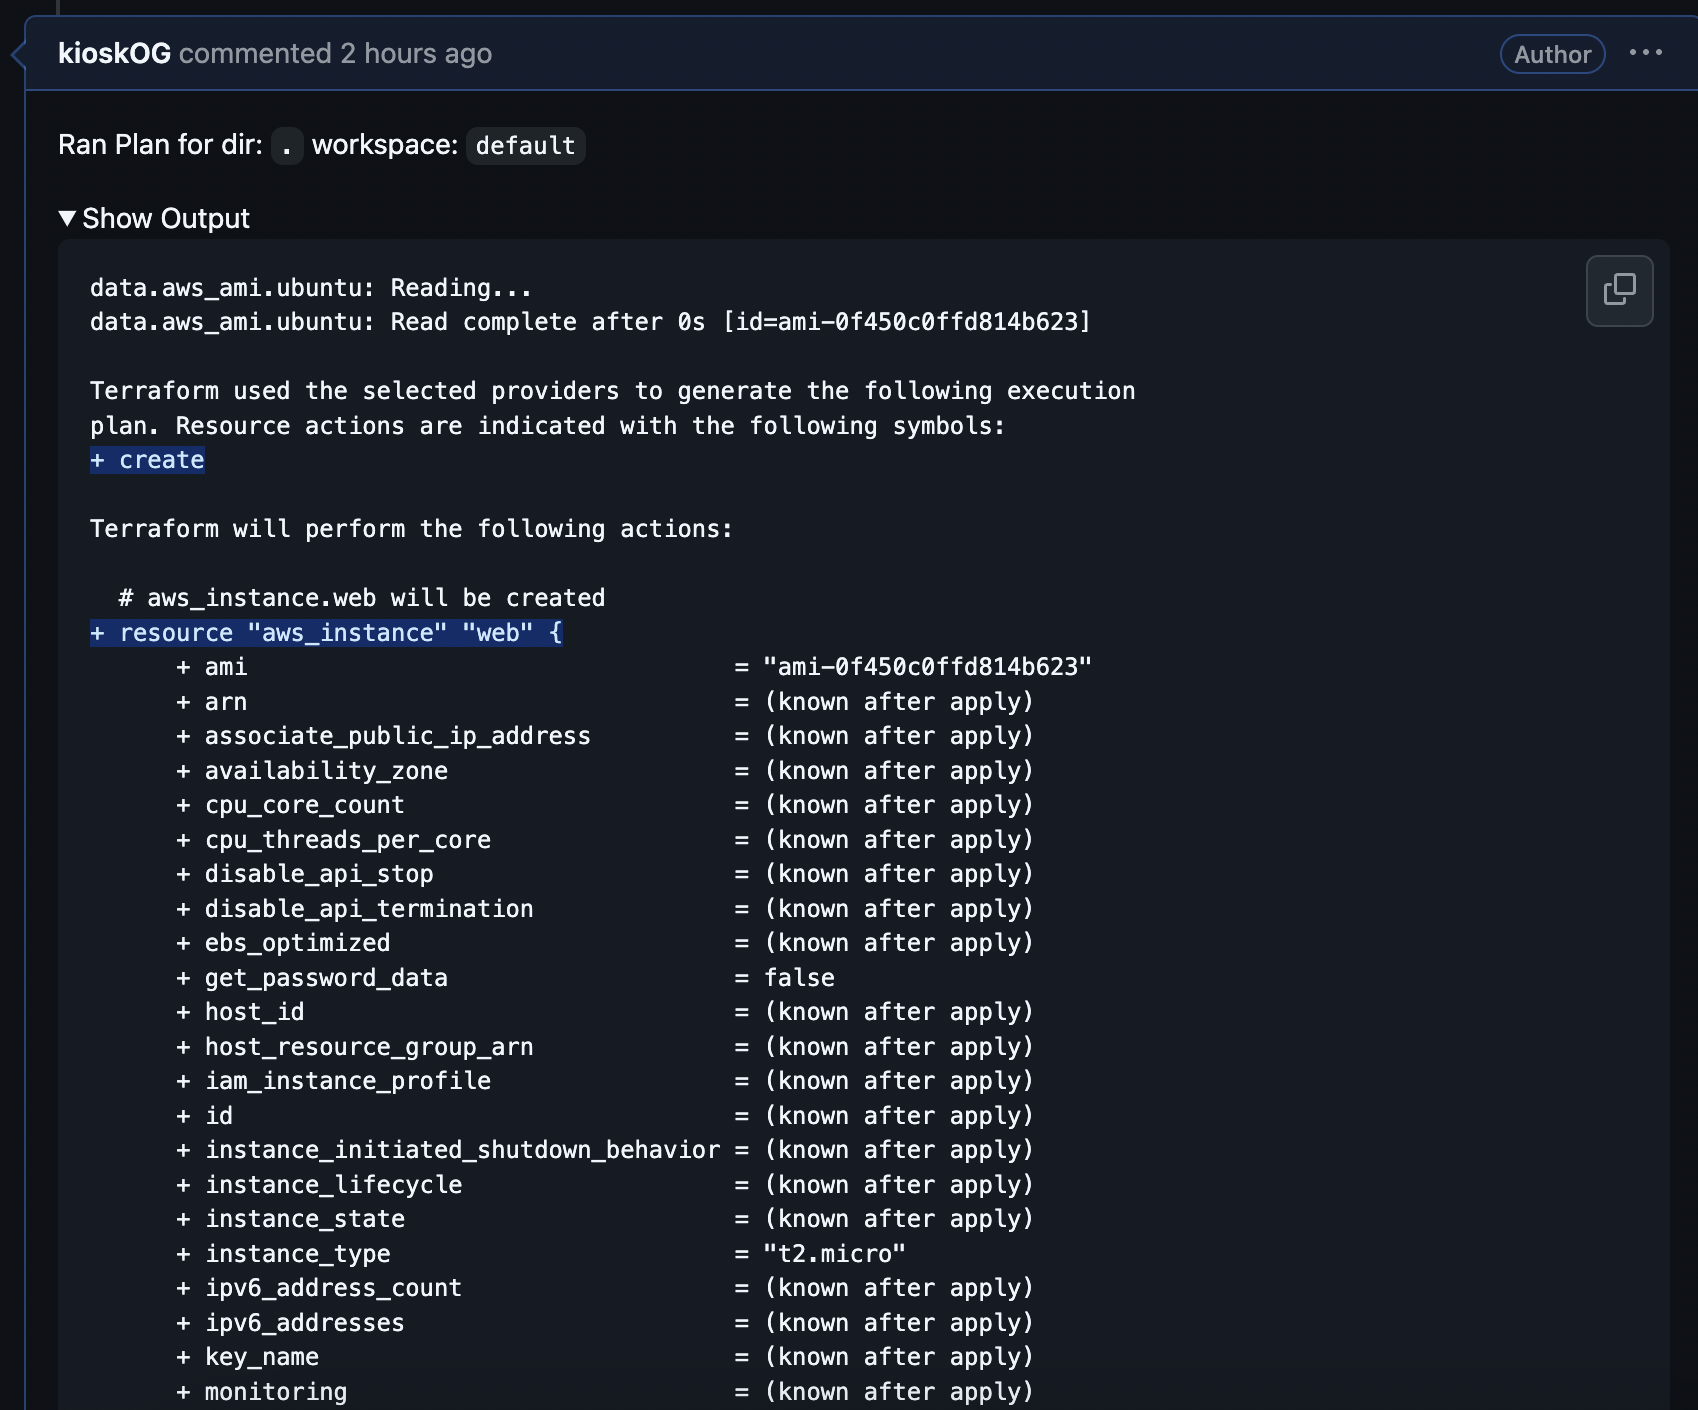 kioskOG commented 2 hours ago Author ...
Ran Plan for dir: . workspace: default
▼ Show Output
data.aws_ami.ubuntu: Reading...
data.aws_ami.ubuntu: Read complete after 0s [id=ami-0f450c0ffd814b623]
Terraform used the selected providers to generate the following execution
plan. Resource actions are indicated with the following symbols:
+ create
Terraform will perform the following actions:
# aws_instance.web will be created
+ resource "aws_instance" "web" {
+ ami = "ami-0f450c0ffd814b623"
+ arn = (known after apply)
+ associate_public_ip_address = (known after apply)
+ availability_zone = (known after apply)
+ cpu_core_count = (known after apply)
+ cpu_threads_per_core = (known after apply)
+ disable_api_stop = (known after apply)
+ disable_api_termination = (known after apply)
+ ebs_optimized = (known after apply)
+ get_password_data = false
+ host_id = (known after apply)
+ host_resource_group_arn = (known after apply)
+ iam_instance_profile = (known after apply)
+ id = (known after apply)
+ instance_initiated_shutdown_behavior = (known after apply)
+ instance_lifecycle = (known after apply)
+ instance_state = (known after apply)
+ instance_type = "t2.micro"
+ ipv6_address_count = (known after apply)
+ ipv6_addresses = (known after apply)
+ key_name = (known after apply)
+ monitoring = (known after apply)